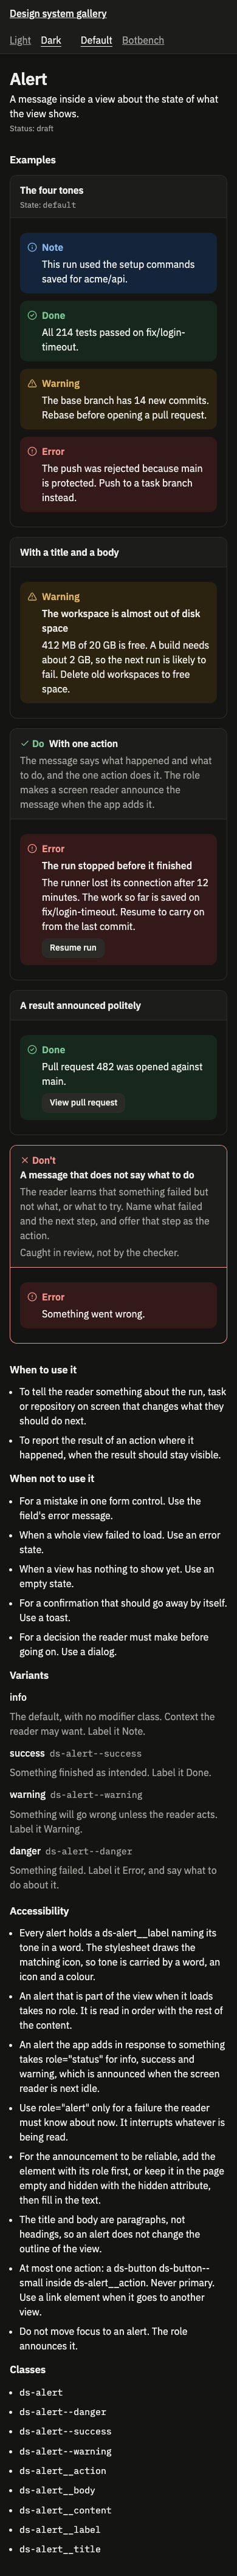 Design system gallery
Light Dark Default Botbench
Alert
A message inside a view about the state of what
the view shows.
Status: draft
Examples
The four tones
State: default
Note
This run used the setup commands
saved for acme/api.
Done
All 214 tests passed on fix/login-
timeout.
Warning
The base branch has 14 new commits.
Rebase before opening a pull request.
Error
The push was rejected because main
is protected. Push to a task branch
instead.
With a title and a body
Warning
The workspace is almost out of disk
space
412 MB of 20 GB is free. A build needs
about 2 GB, so the next run is likely to
fail. Delete old workspaces to free
space.
Do With one action
The message says what happened and what
to do, and the one action does it. The role
makes a screen reader announce the
message when the app adds it.
Error
The run stopped before it finished
The runner lost its connection after 12
minutes. The work so far is saved on
fix/login-timeout. Resume to carry on
from the last commit.
Resume run
A result announced politely
Done
Pull request 482 was opened against
main.
View pull request
Don't
A message that does not say what to do
The reader learns that something failed but
not what, or what to try. Name what failed
and the next step, and offer that step as the
action.
Caught in review, not by the checker.
Error
Something went wrong.
When to use it
• To tell the reader something about the run, task
or repository on screen that changes what they
should do next.
• To report the result of an action where it
happened, when the result should stay visible.
When not to use it
• For a mistake in one form control. Use the
field's error message.
• When a whole view failed to load. Use an error
state.
• When a view has nothing to show yet. Use an
empty state.
• For a confirmation that should go away by itself.
Use a toast.
• For a decision the reader must make before
going on. Use a dialog.
Variants
info
The default, with no modifier class. Context the
reader may want. Label it Note.
success ds-alert--success
Something finished as intended. Label it Done.
warning ds-alert--warning
Something will go wrong unless the reader acts.
Label it Warning.
danger ds-alert--danger
Something failed. Label it Error, and say what to
do about it.
Accessibility
• Every alert holds a ds-alert__label naming its
tone in a word. The stylesheet draws the
matching icon, so tone is carried by a word, an
icon and a colour.
• An alert that is part of the view when it loads
takes no role. It is read in order with the rest of
the content.
• An alert the app adds in response to something
takes role="status" for info, success and
warning, which is announced when the screen
reader is next idle.
• Use role="alert" only for a failure the reader
must know about now. It interrupts whatever is
being read.
• For the announcement to be reliable, add the
element with its role first, or keep it in the page
empty and hidden with the hidden attribute,
then fill in the text.
• The title and body are paragraphs, not
headings, so an alert does not change the
outline of the view.
• At most one action: a ds-button ds-button--
small inside ds-alert__action. Never primary.
Use a link element when it goes to another
view.
• Do not move focus to an alert. The role
announces it.
Classes
• ds-alert
• ds-alert--danger
• ds-alert--success
• ds-alert--warning
• ds-alert__action
• ds-alert__body
• ds-alert__content
• ds-alert__label
• ds-alert__title